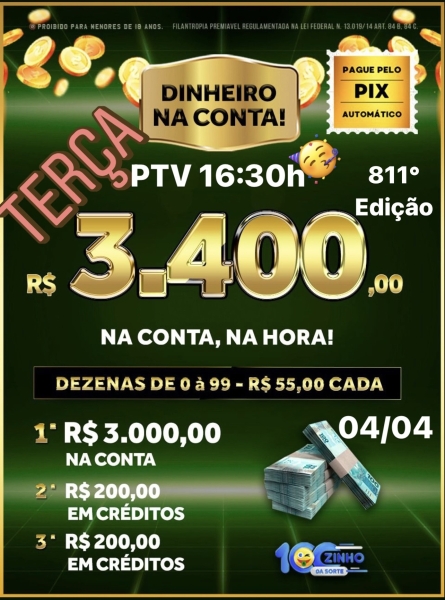 PROIBIDO PARA MENORES DE 18 ANOS. FILANTROPIA PREMIAVEL REGULAMENTADA NA LEI FEDERAL N. 13.019/14 ART. 84 B, 84 C.
DINHEIRO
NA CONTA!
PAGUE PELO
PIX
AUTOMÁTICO
TERÇA
PTV 16:30h
811°
Edição
R$ 3.400,00
NA CONTA, NA HORA!
DEZENAS DE 0 à 99 - R$ 55,00 CADA
1° R$ 3.000,00
NA CONTA
04/04
2° R$ 200,00
EM CRÉDITOS
3° R$ 200,00
EM CRÉDITOS
100ZINHO
DA SORTE